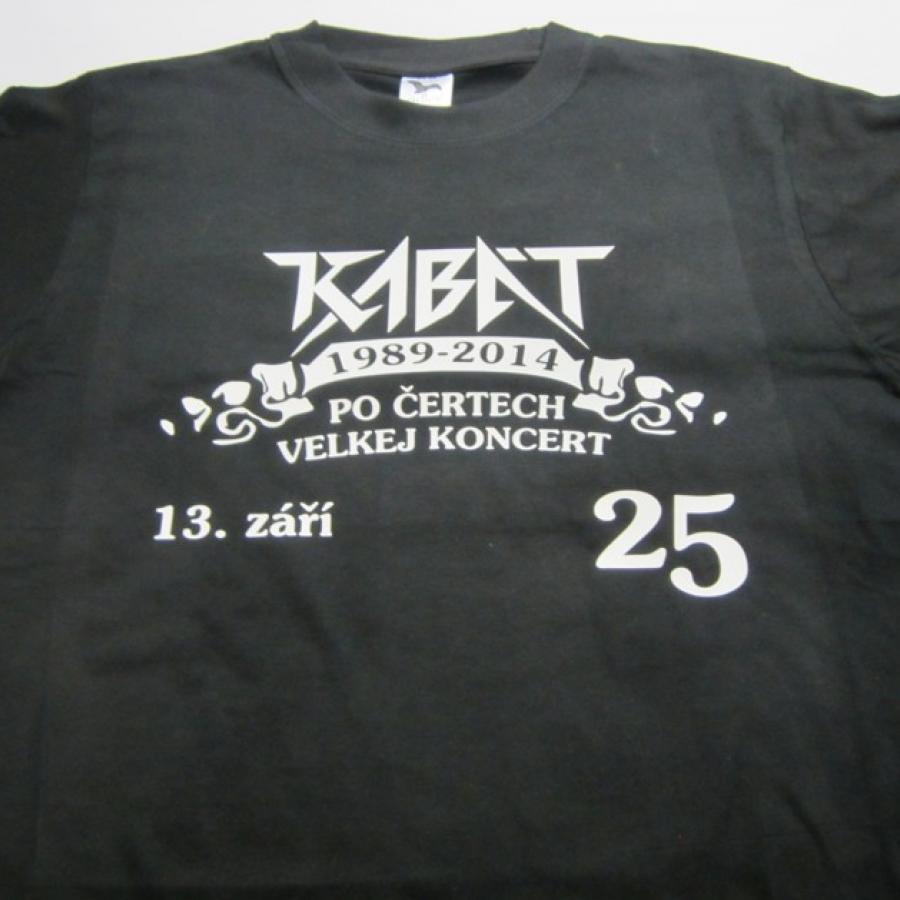 KABÁT
1989-2014
PO ČERTECH
VELKEJ KONCERT
13. září
25